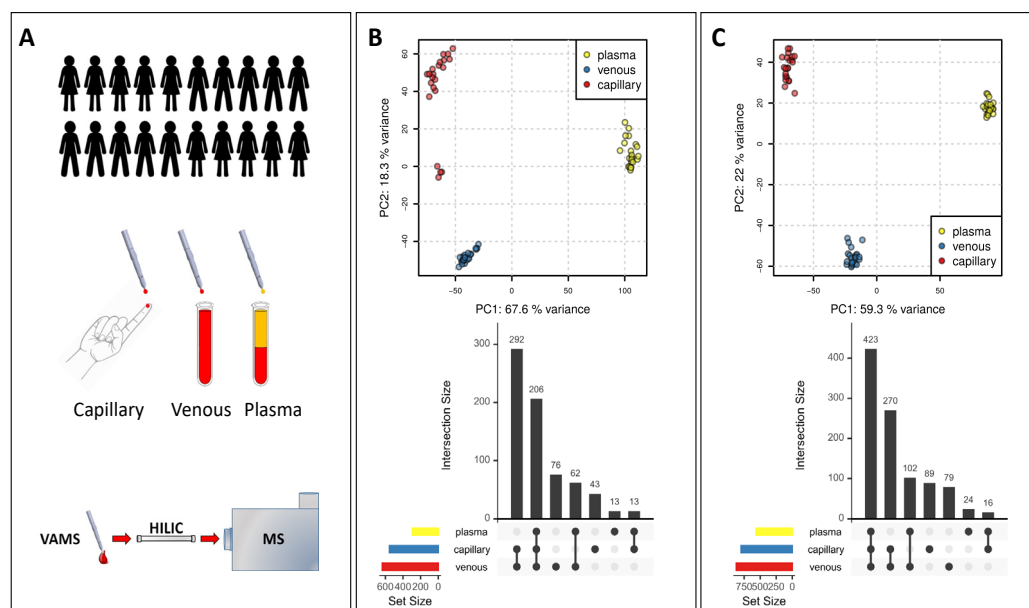 A
Capillary Venous Plasma
VAMS
HILIC
MS
B
PC2: 18.3 % variance
60
40
20
0
−20
−40
−50 0 50 100
PC1: 67.6 % variance
plasma
venous
capillary
Intersection Size
300
200
100
0
292
206
76
62
43
13
13
plasma
capillary
venous
600 400 200 0
Set Size
C
PC2: 22 % variance
40
20
0
−20
−40
−60
−50 0 50
PC1: 59.3 % variance
plasma
venous
capillary
Intersection Size
400
300
200
100
0
423
270
102
89
79
24
16
plasma
capillary
venous
750 500 250 0
Set Size